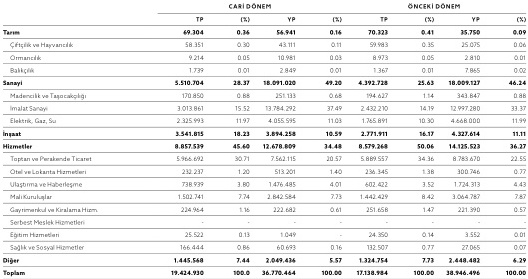 CARİ DÖNEM ÖNCEKİ DÖNEM
TP (%) YP (%) TP (%) YP (%)
Tarım 69.304 0.36 56.941 0.16 70.323 0.41 35.750 0.09
Çiftçilik ve Hayvancılık 58.351 0.30 43.111 0.11 59.983 0.35 25.075 0.06
Ormancılık 9.214 0.05 10.981 0.03 8.973 0.05 2.810 0.01
Balıkçılık 1.739 0.01 2.849 0.01 1.367 0.01 7.865 0.02
Sanayi 5.510.704 28.37 18.091.020 49.20 4.392.728 25.63 18.009.127 46.24
Madencilik ve Taşocakçılığı 170.850 0.88 251.133 0.68 194.627 1.14 343.847 0.88
İmalat Sanayi 3.013.861 15.52 13.784.292 37.49 2.432.210 14.19 12.997.280 33.37
Elektrik, Gaz, Su 2.325.993 11.97 4.055.595 11.03 1.765.891 10.30 4.668.000 11.99
İnşaat 3.541.815 18.23 3.894.258 10.59 2.771.911 16.17 4.327.614 11.11
Hizmetler 8.857.539 45.60 12.678.809 34.48 8.579.268 50.06 14.125.523 36.27
Toptan ve Perakende Ticaret 5.966.692 30.71 7.562.115 20.57 5.889.557 34.36 8.783.670 22.55
Otel ve Lokanta Hizmetleri 232.237 1.20 513.201 1.40 236.345 1.38 300.746 0.77
Ulaştırma ve Haberleşme 738.939 3.80 1.476.485 4.01 602.422 3.52 1.724.313 4.43
Mali Kuruluşlar 1.502.741 7.74 2.842.584 7.73 1.442.429 8.42 3.064.787 7.87
Gayrimenkul ve Kiralama Hizm. 224.964 1.16 222.682 0.61 251.658 1.47 221.390 0.57
Serbest Meslek Hizmetleri - - - - - - - -
Eğitim Hizmetleri 25.522 0.13 1.049 - 24.350 0.14 3.552 0.01
Sağlık ve Sosyal Hizmetler 166.444 0.86 60.693 0.16 132.507 0.77 27.065 0.07
Diğer 1.445.568 7.44 2.049.436 5.57 1.324.754 7.73 2.448.482 6.29
Toplam 19.424.930 100.0 36.770.464 100.00 17.138.984 100.00 38.946.496 100.00